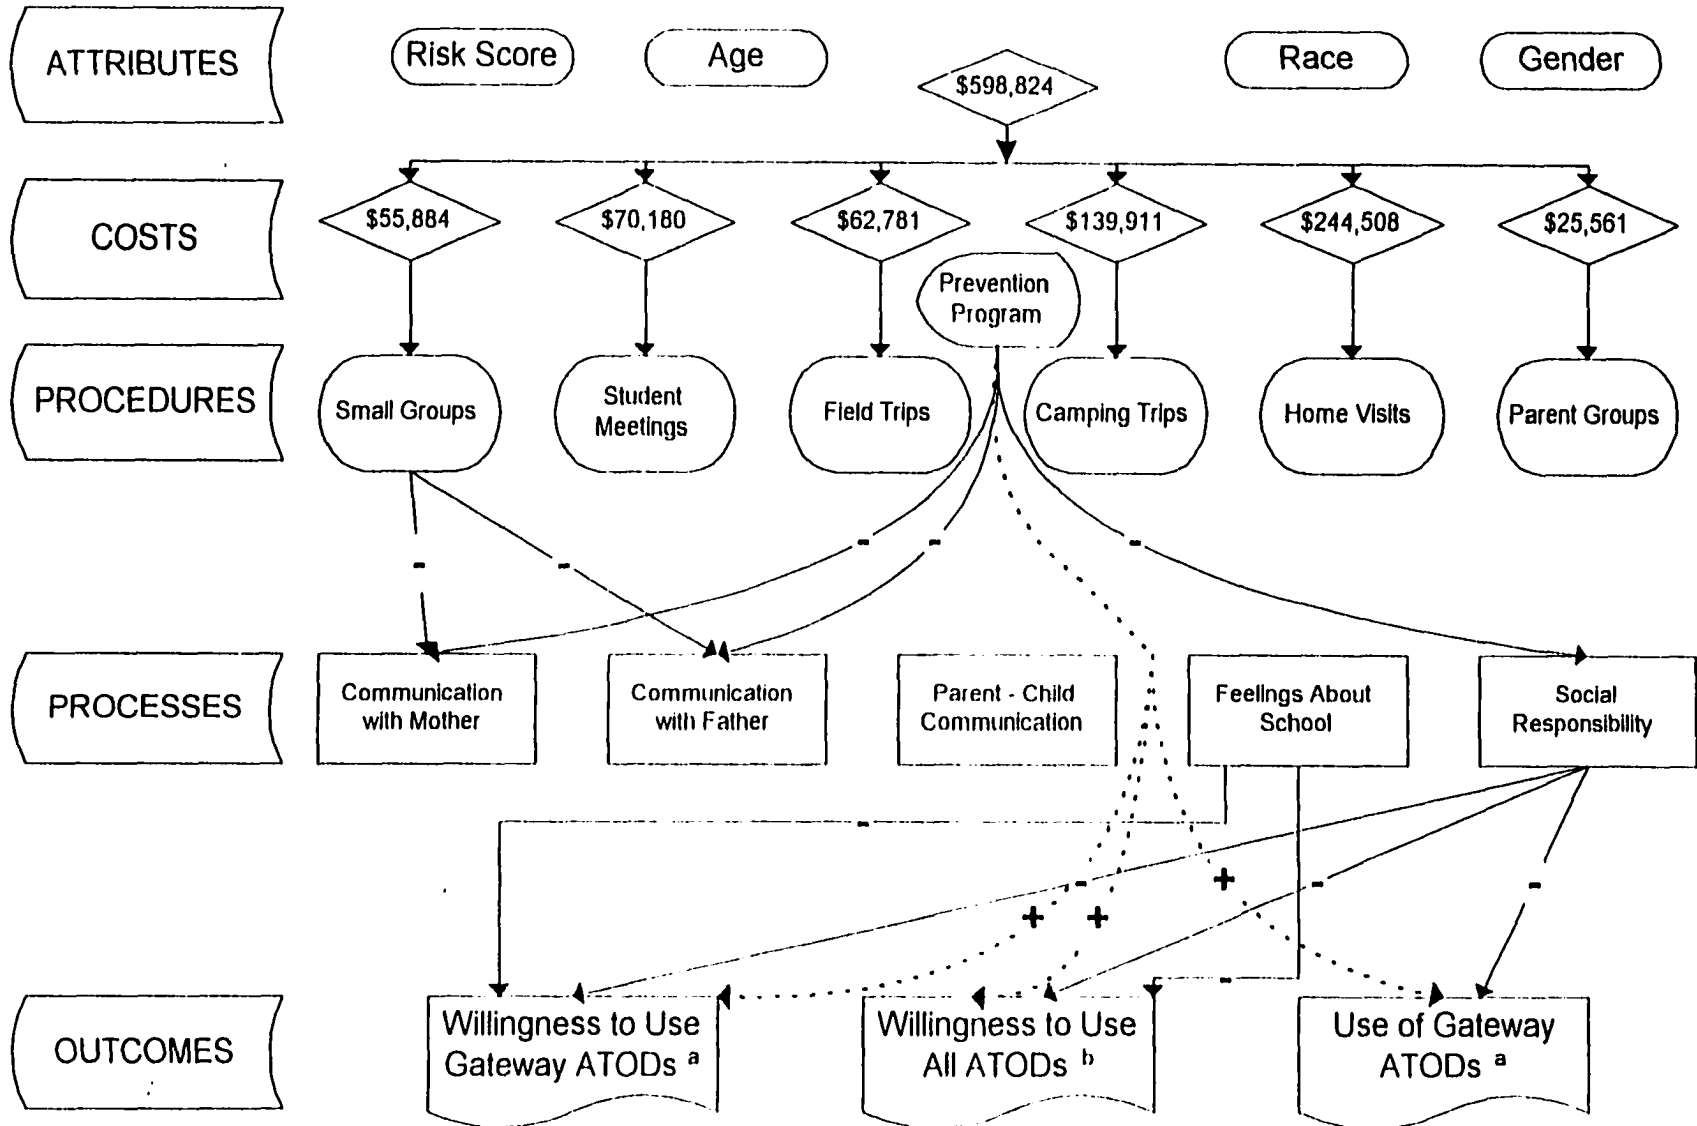 ATTRIBUTES
Risk Score
Age
$598,824
Race
Gender
COSTS
$55,884
$70,180
$62,781
$139,911
$244,508
$25,561
Prevention
Program
PROCEDURES
Small Groups
Student
Meetings
Field Trips
Camping Trips
Home Visits
Parent Groups
-
-
-
-
-
PROCESSES
Communication
with Mother
Communication
with Father
Parent - Child
Communication
Feelings About
School
Social
Responsibility
-
-
+
-
-
+
+
-
OUTCOMES
Willingness to Use
Gateway ATODs a
Willingness to Use
All ATODs b
Use of Gateway
ATODs a